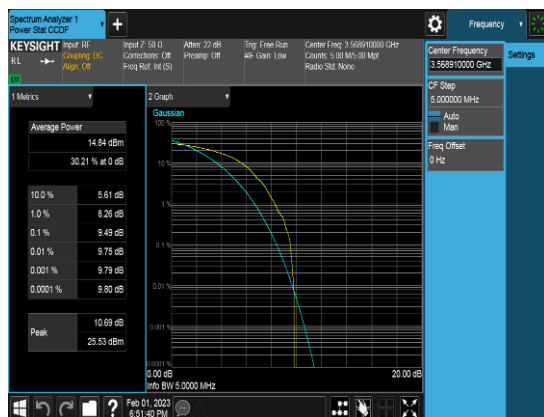 Spectrum Analyzer 1
Power Stat CCDF
+
Frequency
KEYSIGHT
Input: RF
Coupling: DC
Align: Off
Input Z: 50 Ω
Corrections: Off
Freq Ref: Int (S)
Atten: 22 dB
Preamp: Off
Trig: Free Run
#IF Gain: Low
Center Freq: 3.568910000 GHz
Counts: 5.00 M/5.00 Mpt
Radio Std: None
RL
Center Frequency
3.568910000 GHz
Settings
CF Step
5.000000 MHz
Auto
Man
Freq Offset
0 Hz
1 Metrics
2 Graph
Gaussian
Average Power
14.84 dBm
30.21 % at 0 dB
10.0 % 5.61 dB
1.0 % 8.26 dB
0.1 % 9.49 dB
0.01 % 9.75 dB
0.001 % 9.79 dB
0.0001 % 9.80 dB
Peak
10.69 dB
25.53 dBm
100 %
10 %
1 %
0.1 %
0.01 %
0.001 %
0.0001 %
0.00 dB
20.00 dB
Info BW 5.0000 MHz
?
Feb 01, 2023
6:51:40 PM